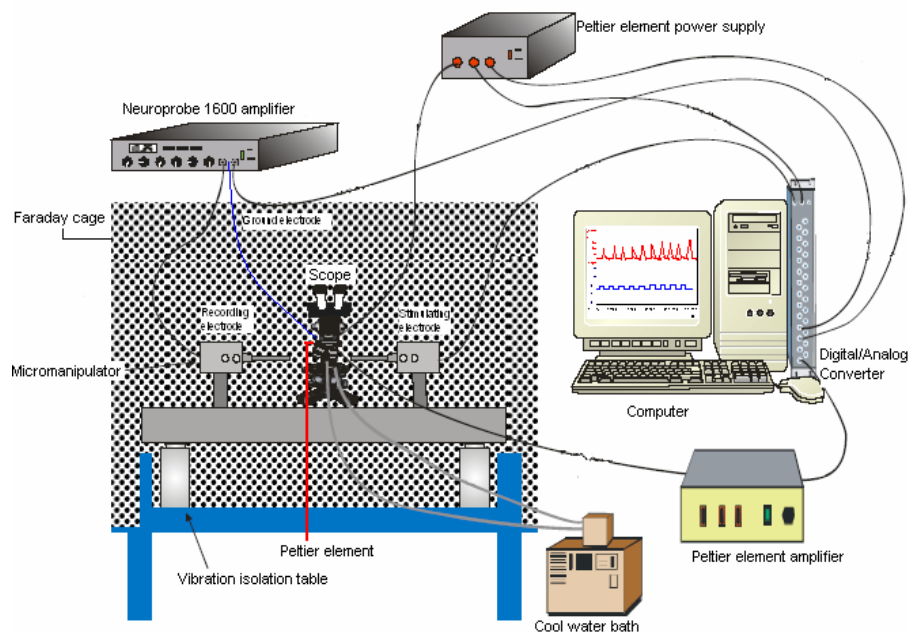 Peltier element power supply
Neuroprobe 1600 amplifier
Faraday cage
Ground electrode
Scope
Recording
electrode
Stimulating
electrode
Micromanipulator
Digital/Analog
Converter
Computer
Peltier element
Peltier element amplifier
Vibration isolation table
Cool water bath